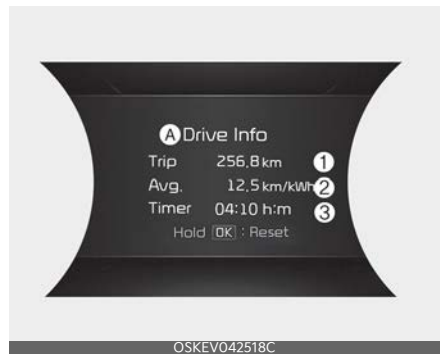 A Drive Info
Trip 256.8 km 1
Avg. 12.5 km/kWh 2
Timer 04:10 h:m 3
Hold OK : Reset
OSKEV042518C